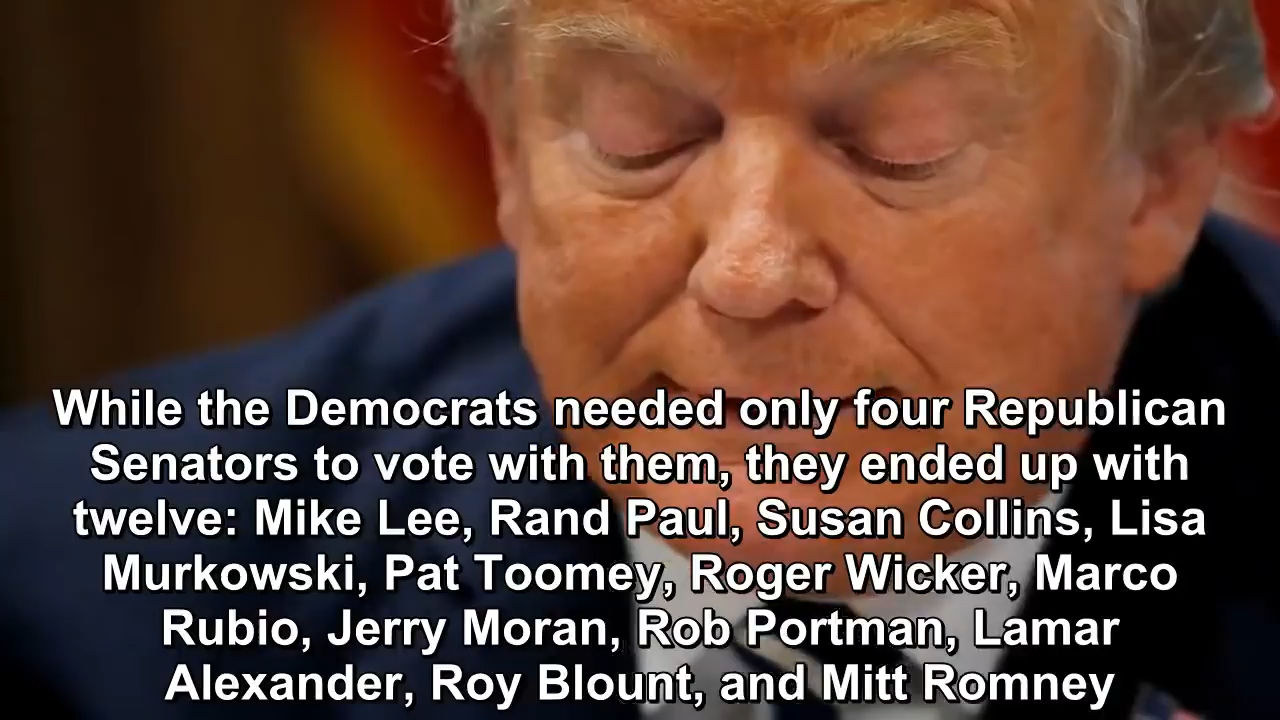 While the Democrats needed only four Republican
Senators to vote with them, they ended up with
twelve: Mike Lee, Rand Paul, Susan Collins, Lisa
Murkowski, Pat Toomey, Roger Wicker, Marco
Rubio, Jerry Moran, Rob Portman, Lamar
Alexander, Roy Blount, and Mitt Romney